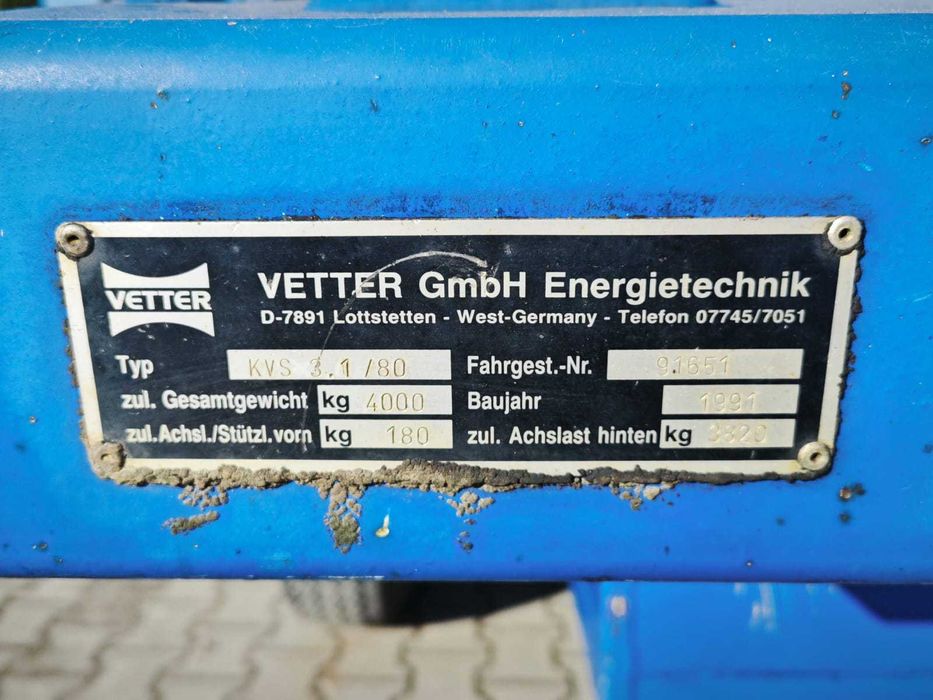 VETTER
VETTER GmbH Energietechnik
D-7891 Lottstetten - West-Germany - Telefon 07745/7051
Typ KVS 3.1/80 Fahrgest.-Nr. 91651
zul. Gesamtgewicht kg 4000 Baujahr 1991
zul.Achsl./Stützl.vorn kg 180 zul. Achslast hinten kg 3820